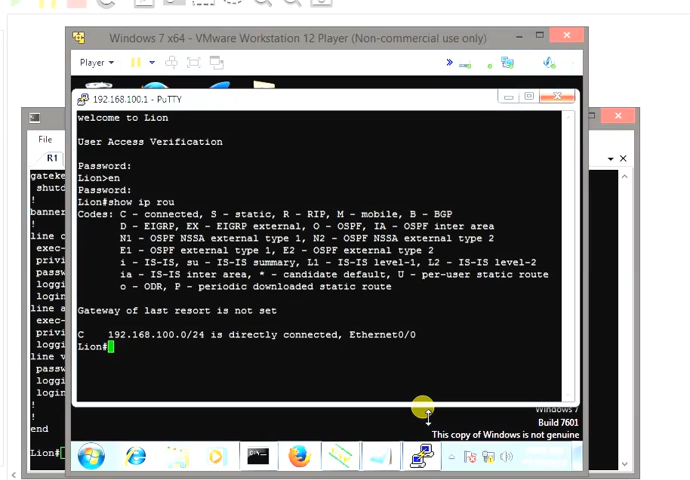 Windows 7 x64 - VMware Workstation 12 Player (Non-commercial use only)
Player
192.168.100.1 - PuTTY
welcome to Lion
User Access Verification
Password:
Lion>en
Password:
Lion#show ip rou
Codes: C - connected, S - static, R - RIP, M - mobile, B - BGP
D - EIGRP, EX - EIGRP external, O - OSPF, IA - OSPF inter area
N1 - OSPF NSSA external type 1, N2 - OSPF NSSA external type 2
E1 - OSPF external type 1, E2 - OSPF external type 2
i - IS-IS, su - IS-IS summary, L1 - IS-IS level-1, L2 - IS-IS level-2
ia - IS-IS inter area, * - candidate default, U - per-user static route
o - ODR, P - periodic downloaded static route
Gateway of last resort is not set
C 192.168.100.0/24 is directly connected, Ethernet0/0
Lion#
Windows 7
Build 7601
This copy of Windows is not genuine
File
R1
gateke
shutd
!
banner
!
line c
exec-
privi
passw
loggi
login
line a
exec-
privi
loggi
line v
passw
loggi
login
!
!
end
Lion#